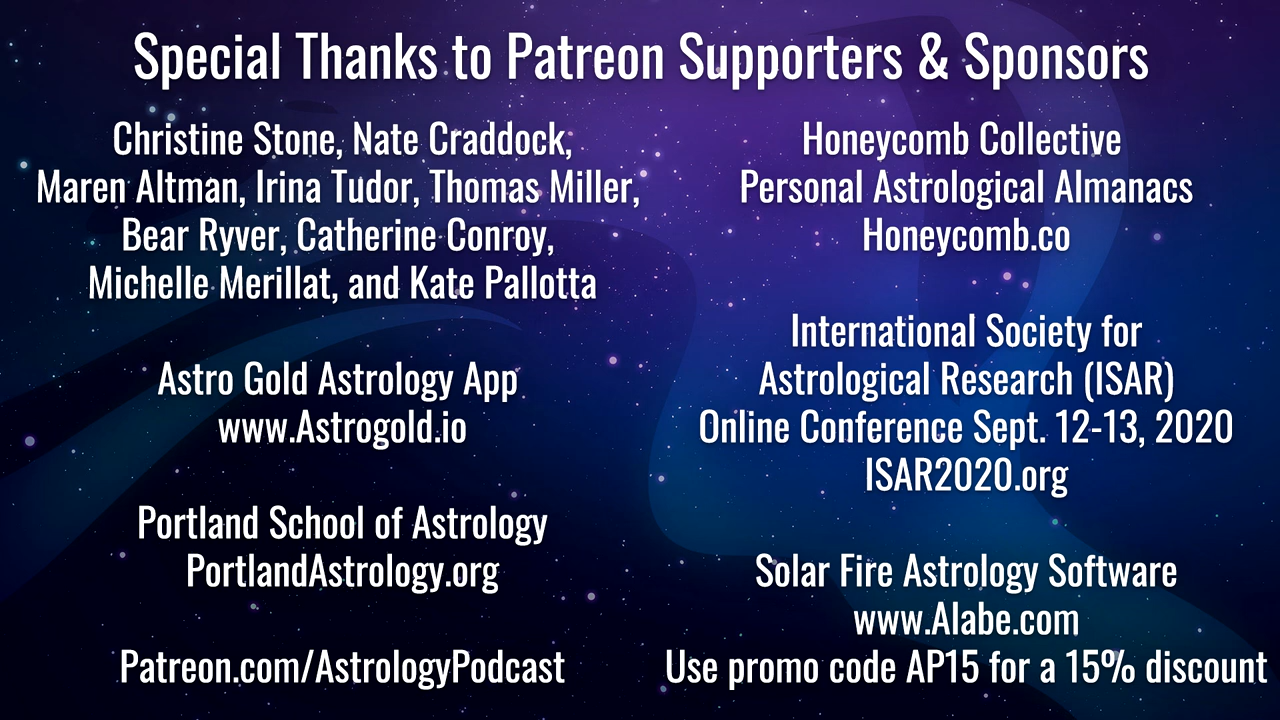 Special Thanks to Patreon Supporters & Sponsors
Christine Stone, Nate Craddock,
Maren Altman, Irina Tudor, Thomas Miller,
Bear Ryver, Catherine Conroy,
Michelle Merillat, and Kate Pallotta
Astro Gold Astrology App
www.Astrogold.io
Portland School of Astrology
PortlandAstrology.org
Patreon.com/AstrologyPodcast
Honeycomb Collective
Personal Astrological Almanacs
Honeycomb.co
International Society for
Astrological Research (ISAR)
Online Conference Sept. 12-13, 2020
ISAR2020.org
Solar Fire Astrology Software
www.Alabe.com
Use promo code AP15 for a 15% discount